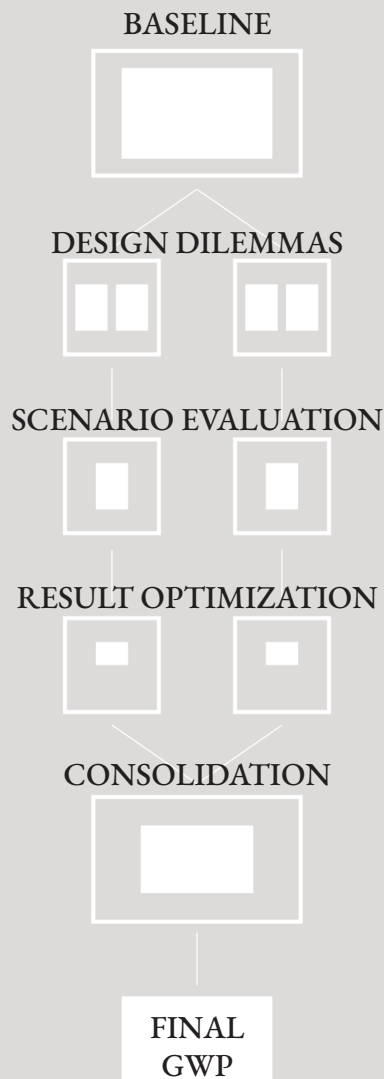 BASELINE
DESIGN DILEMMAS
SCENARIO EVALUATION
RESULT OPTIMIZATION
CONSOLIDATION
FINAL
GWP